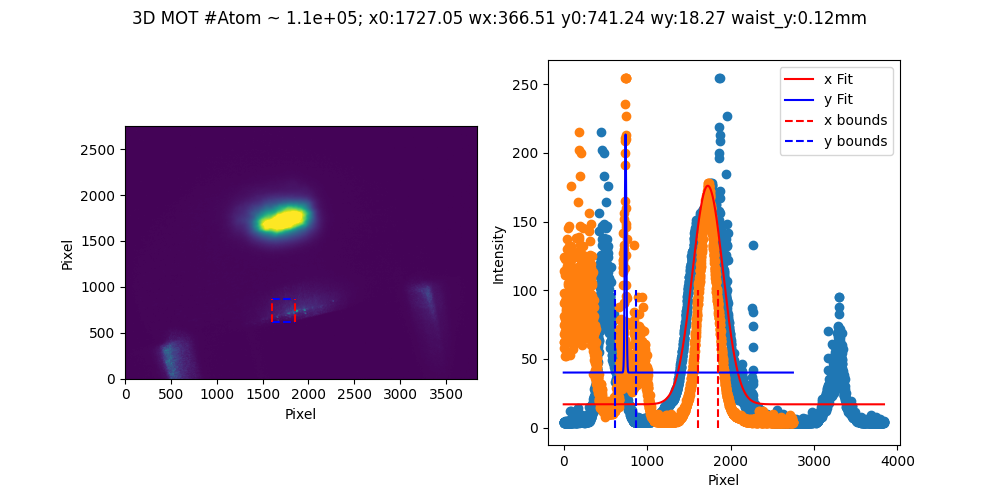 3D MOT #Atom ~ 1.1e+05; x0:1727.05 wx:366.51 y0:741.24 wy:18.27 waist_y:0.12mm
2500
2000
1500
1000
500
0
Pixel
0 500 1000 1500 2000 2500 3000 3500
Pixel
250
200
150
100
50
0
Intensity
0 1000 2000 3000 4000
Pixel
x Fit
y Fit
x bounds
y bounds